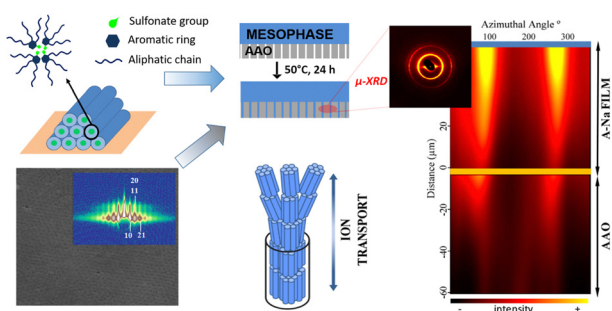 Sulfonate group
Aromatic ring
Aliphatic chain
MESOPHASE
AAO
50°C, 24 h
μ-XRD
20
11
10
21
ION
TRANSPORT
Azimuthal Angle °
100
200
300
Distance (μm)
40
20
0
-20
-40
-60
A-Na FILM
AAO
-
intensity
+